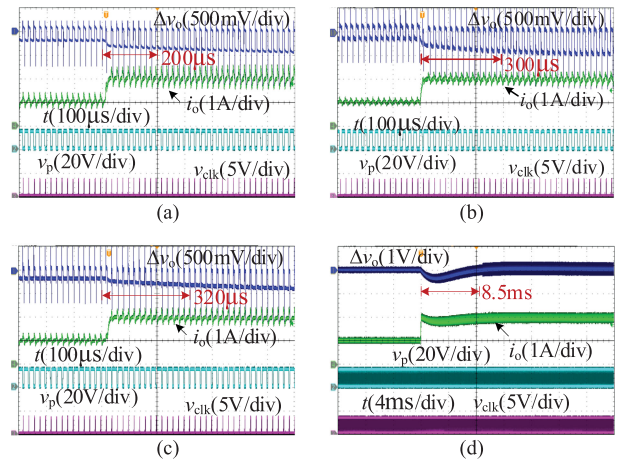 Δvo(500mV/div)
200μs
io(1A/div)
t(100μs/div)
vp(20V/div)
vclk(5V/div)
(a)
Δvo(500mV/div)
300μs
io(1A/div)
t(100μs/div)
vp(20V/div)
vclk(5V/div)
(b)
Δvo(500mV/div)
320μs
io(1A/div)
t(100μs/div)
vp(20V/div)
vclk(5V/div)
(c)
Δvo(1V/div)
8.5ms
vp(20V/div)
io(1A/div)
t(4ms/div)
vclk(5V/div)
(d)